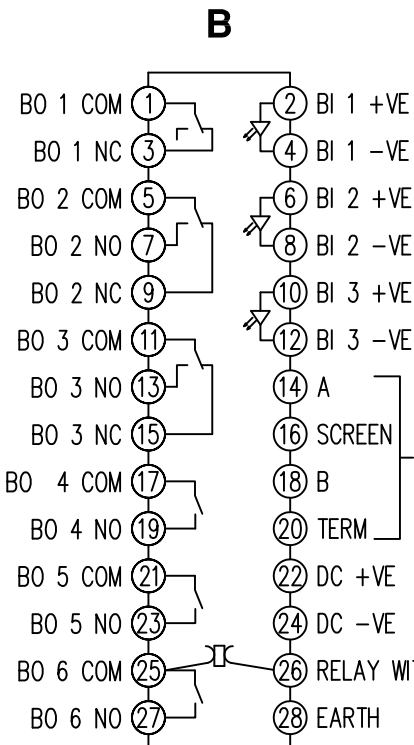 B
BO 1 COM 1 2 BI 1 +VE
BO 1 NC 3 4 BI 1 -VE
BO 2 COM 5 6 BI 2 +VE
BO 2 NO 7 8 BI 2 -VE
BO 2 NC 9 10 BI 3 +VE
BO 3 COM 11 12 BI 3 -VE
BO 3 NO 13 14 A
BO 3 NC 15 16 SCREEN
BO 4 COM 17 18 B
BO 4 NO 19 20 TERM
BO 5 COM 21 22 DC +VE
BO 5 NO 23 24 DC -VE
BO 6 COM 25 26 RELAY
BO 6 NO 27 28 EARTH